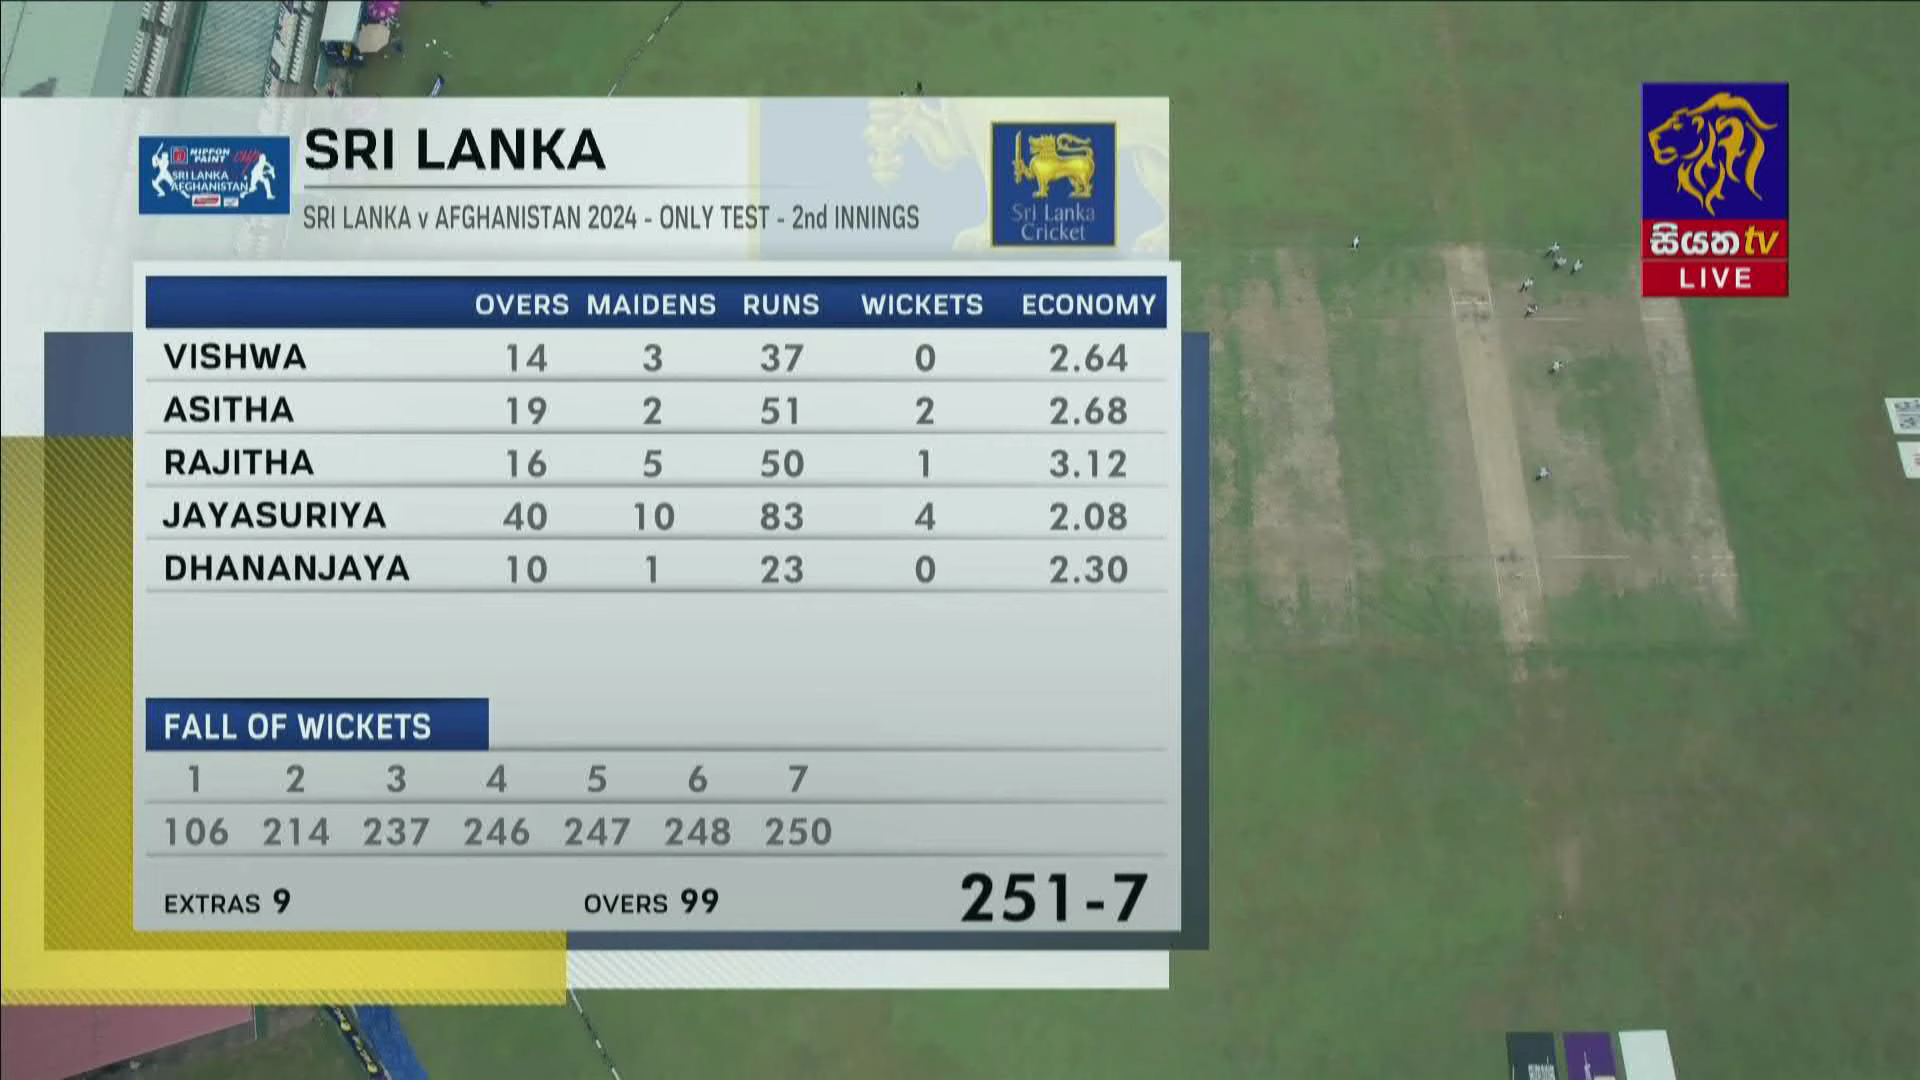 NIPPON PAINT cup
SRI LANKA
AFGHANISTAN
SRI LANKA
SRI LANKA v AFGHANISTAN 2024 - ONLY TEST - 2nd INNINGS
Sri Lanka
Cricket
සියත tv
LIVE
OVERS MAIDENS RUNS WICKETS ECONOMY
VISHWA 14 3 37 0 2.64
ASITHA 19 2 51 2 2.68
RAJITHA 16 5 50 1 3.12
JAYASURIYA 40 10 83 4 2.08
DHANANJAYA 10 1 23 0 2.30
FALL OF WICKETS
1 2 3 4 5 6 7
106 214 237 246 247 248 250
EXTRAS 9 OVERS 99 251-7